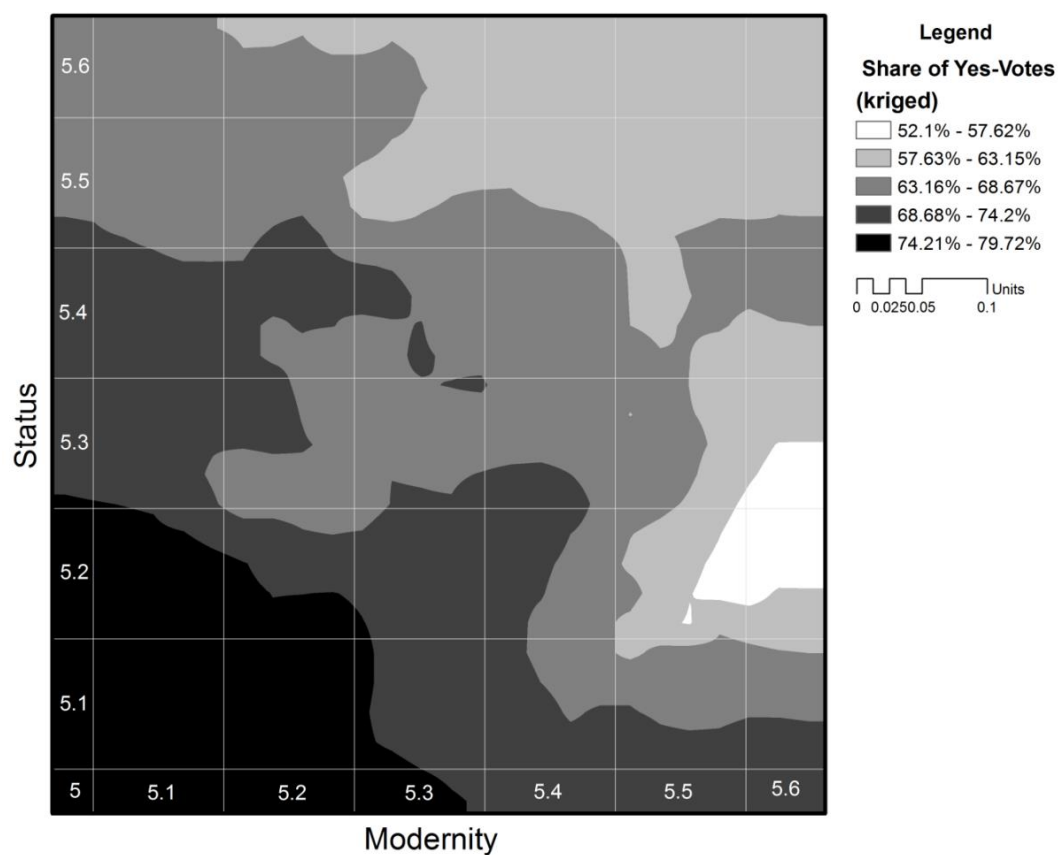 Legend
Share of Yes-Votes
(kriged)
52.1% - 57.62%
57.63% - 63.15%
63.16% - 68.67%
68.68% - 74.2%
74.21% - 79.72%
Units
0 0.0250.05 0.1
Status
5.6
5.5
5.4
5.3
5.2
5.1
5 5.1 5.2 5.3 5.4 5.5 5.6
Modernity